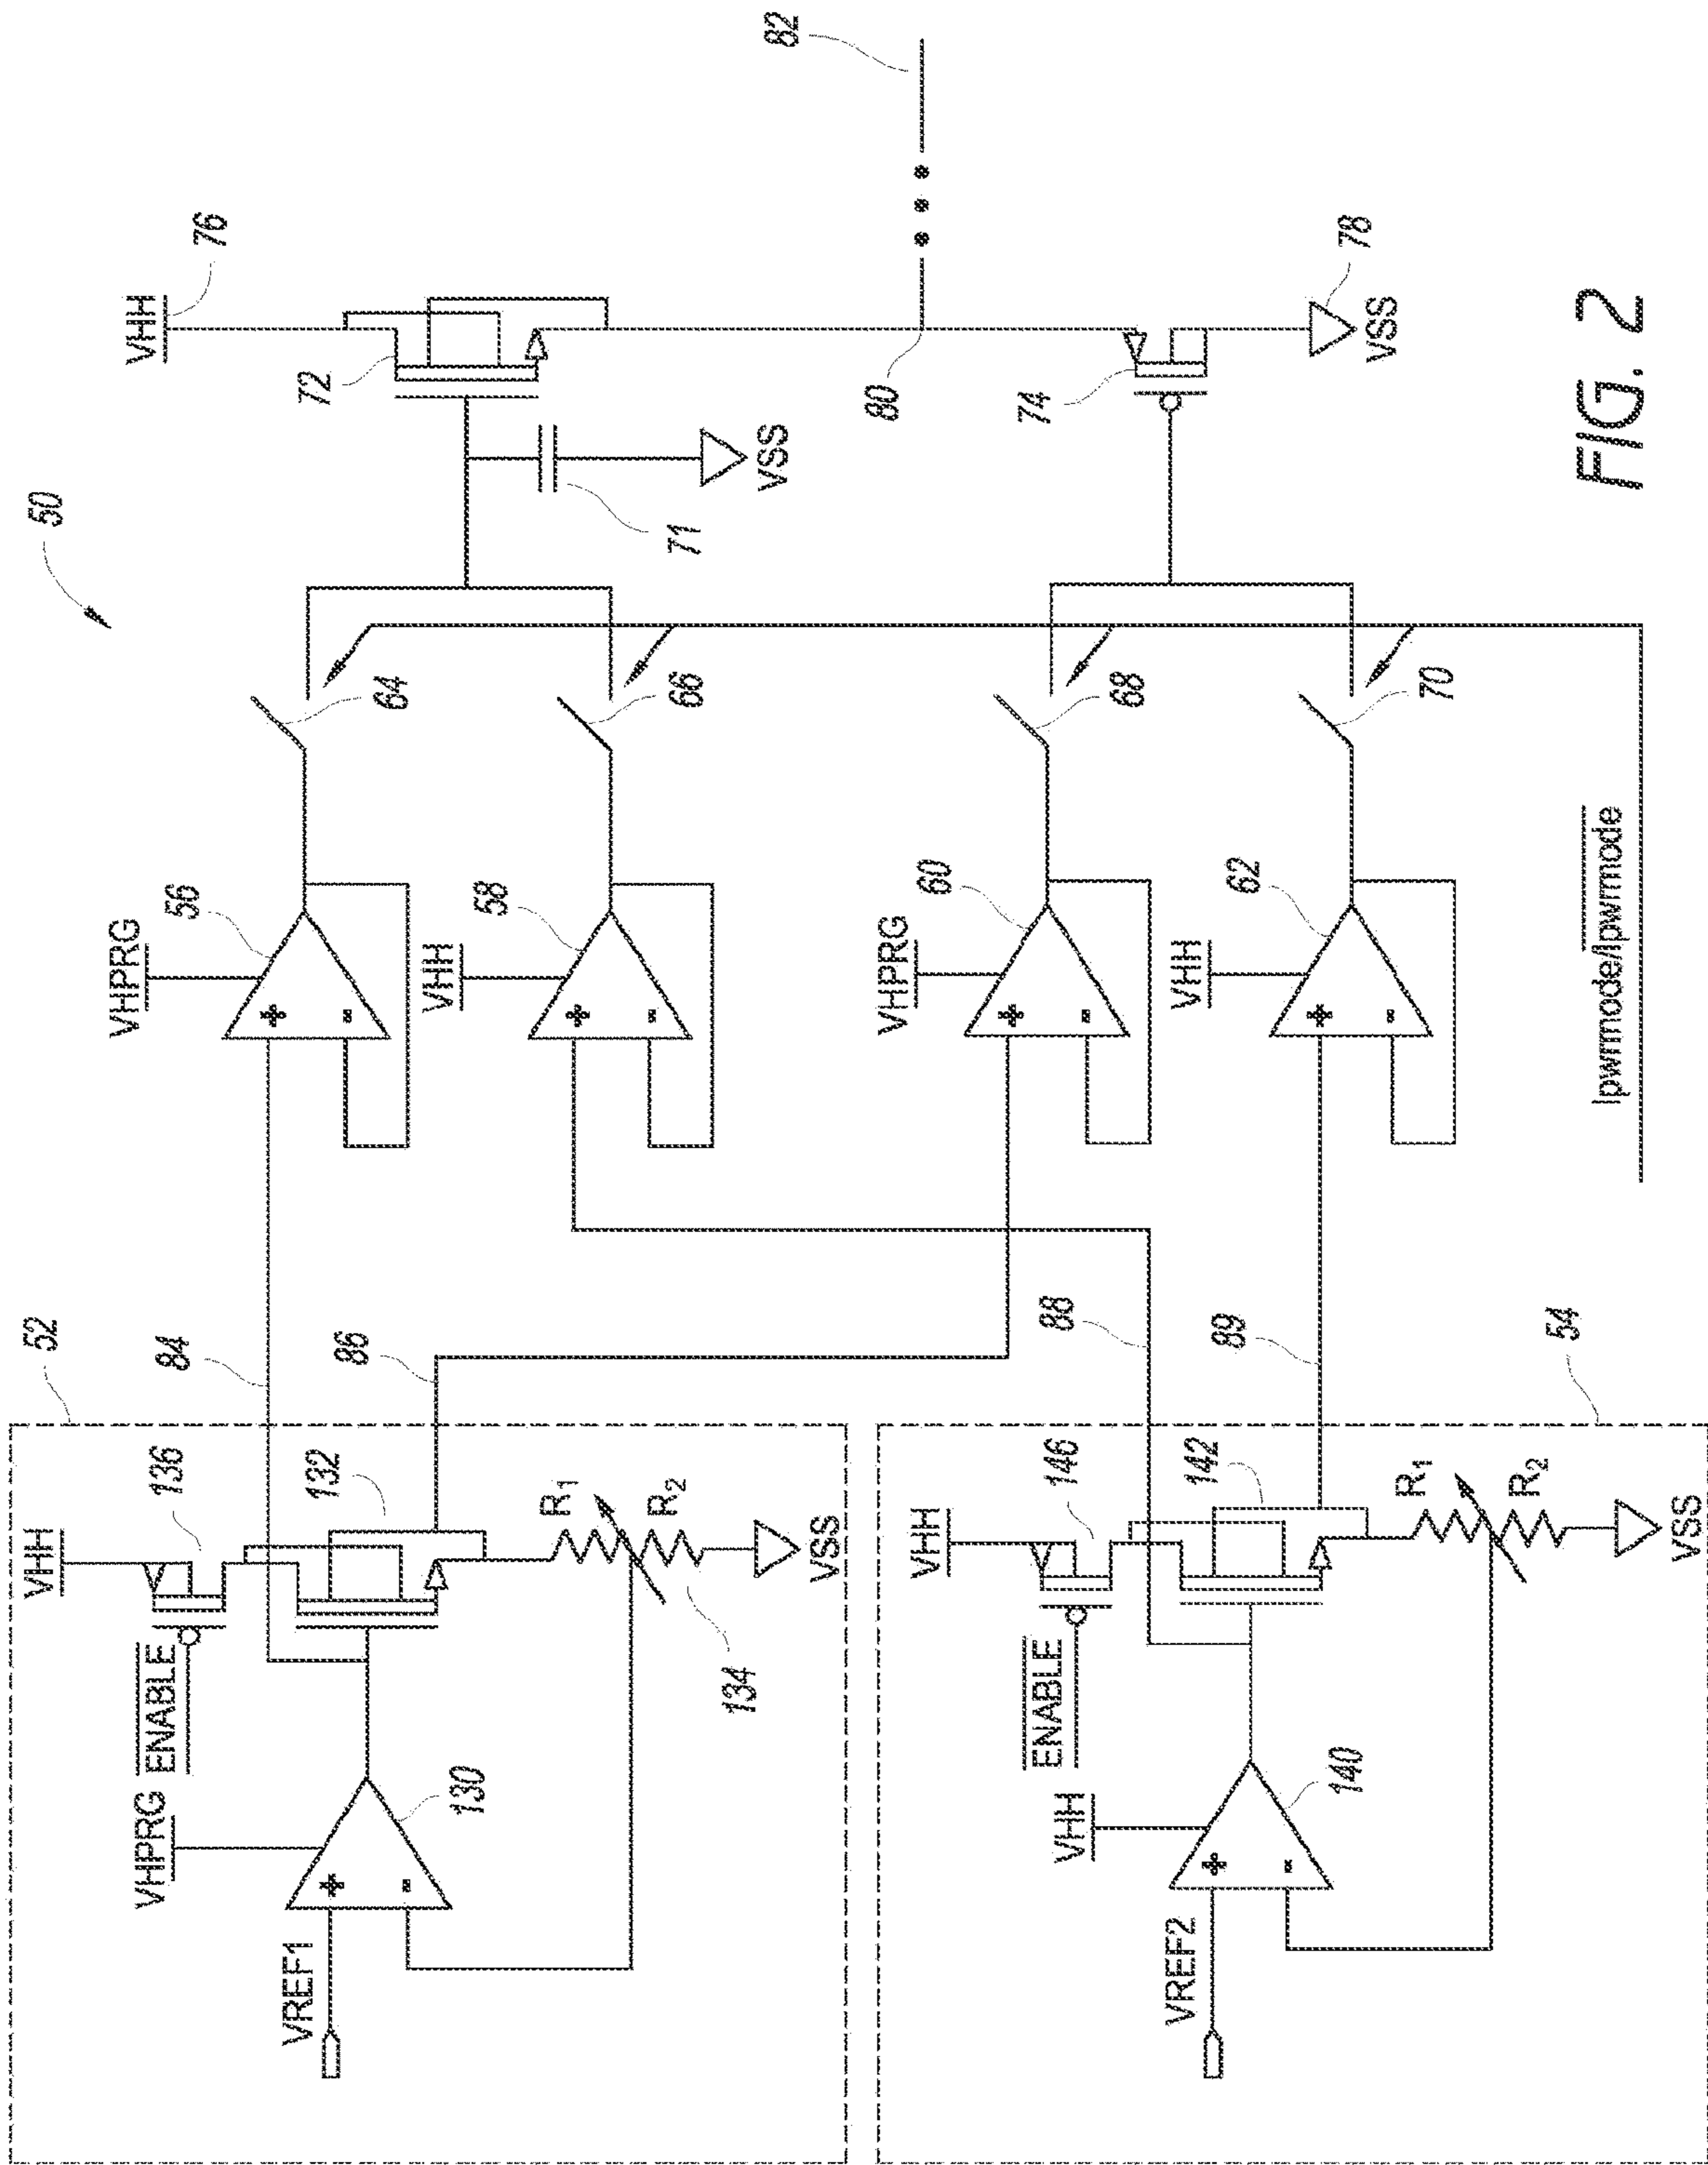 50
52
VHH
136
ENABLE
VHPRG
130
VREF1
+
-
132
R1
R2
134
VSS
84
86
VHPRG
56
+
-
64
VHH
58
+
-
66
VHH
76
72
71
VSS
80
82
54
VHH
146
ENABLE
VHH
140
VREF2
+
-
142
R1
R2
VSS
88
89
VHPRG
60
+
-
68
VHH
62
+
-
70
74
78
VSS
lpwrmode/lpwrmode
FIG. 2